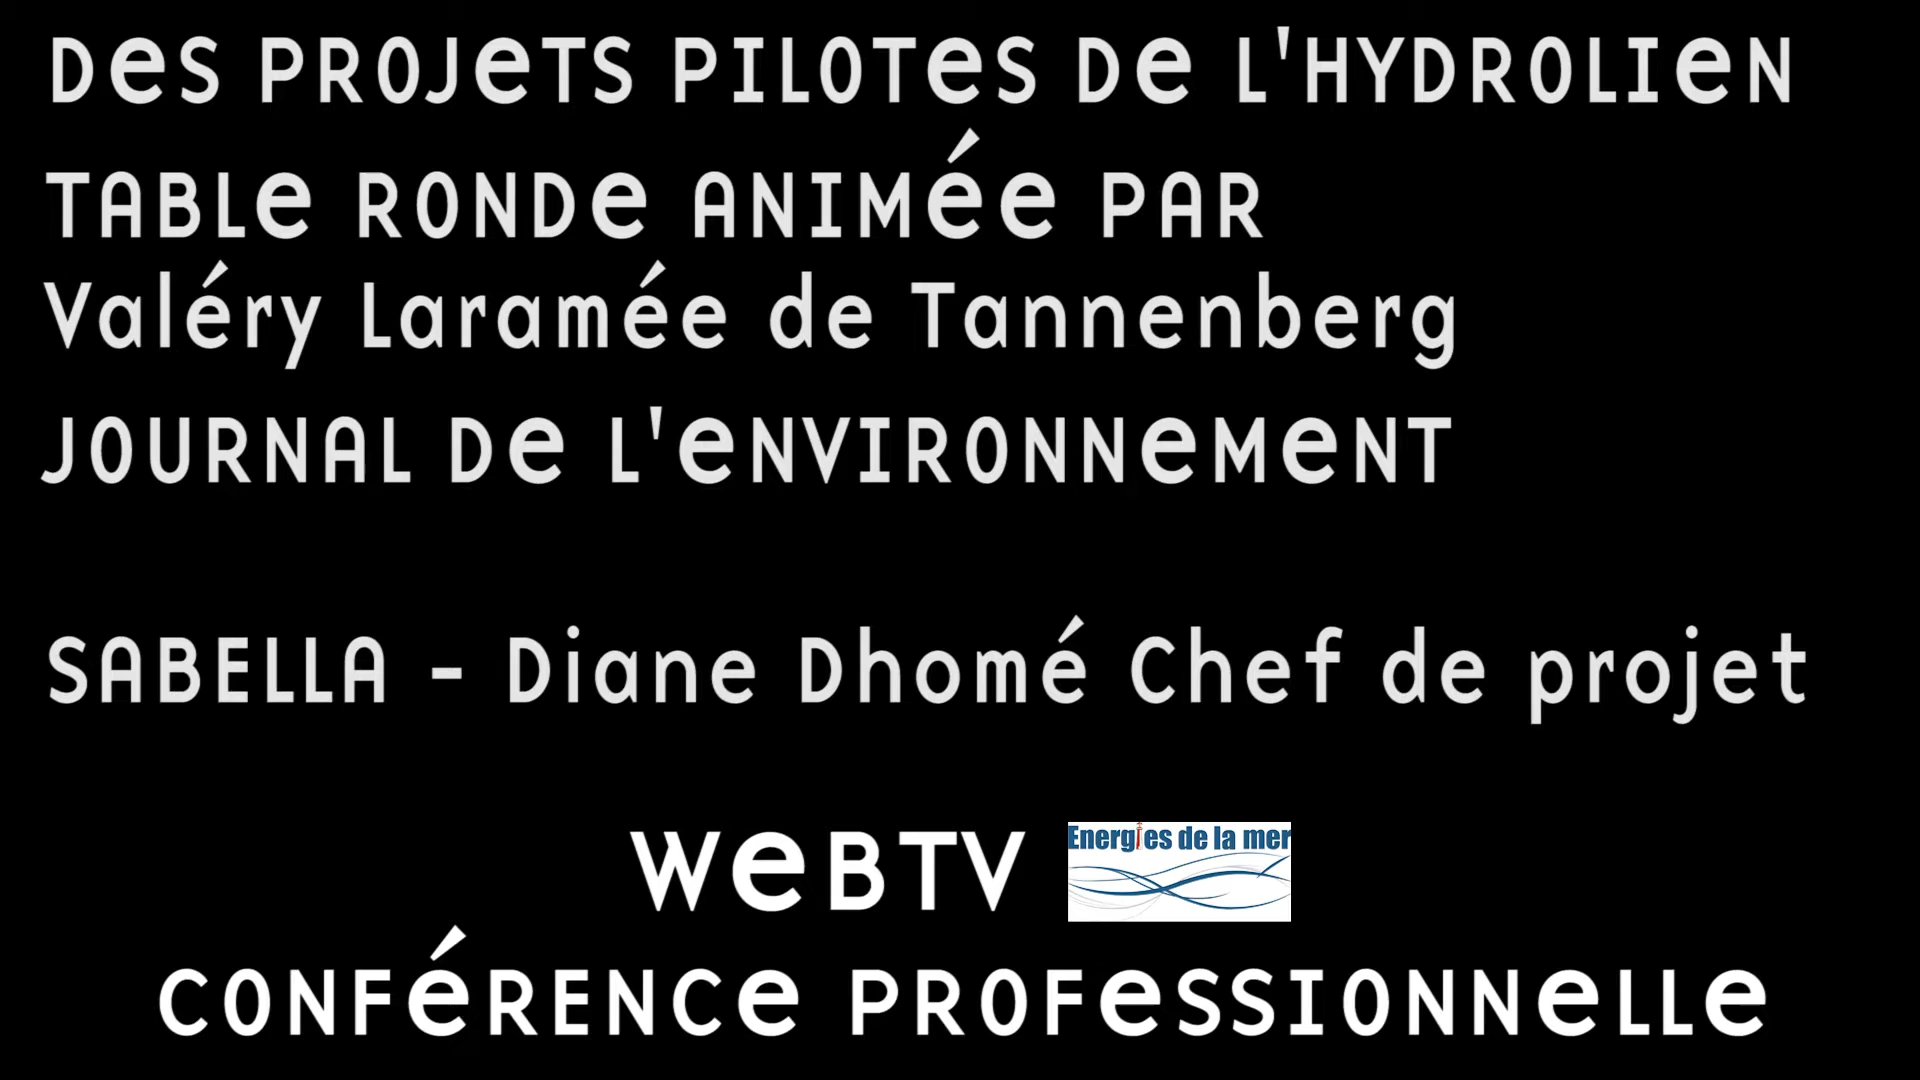 DeS PROJeTS PILOTeS De L'HYDROLIeN
TABLe RONDe ANIMée PAR
Valéry Laramée de Tannenberg
JOURNAL De L'eNVIRONNeMeNT
SABELLA - Diane Dhomé Chef de projet
WeBTV Energies de la mer
CONFéRENCe PROFeSSIONNeLLe